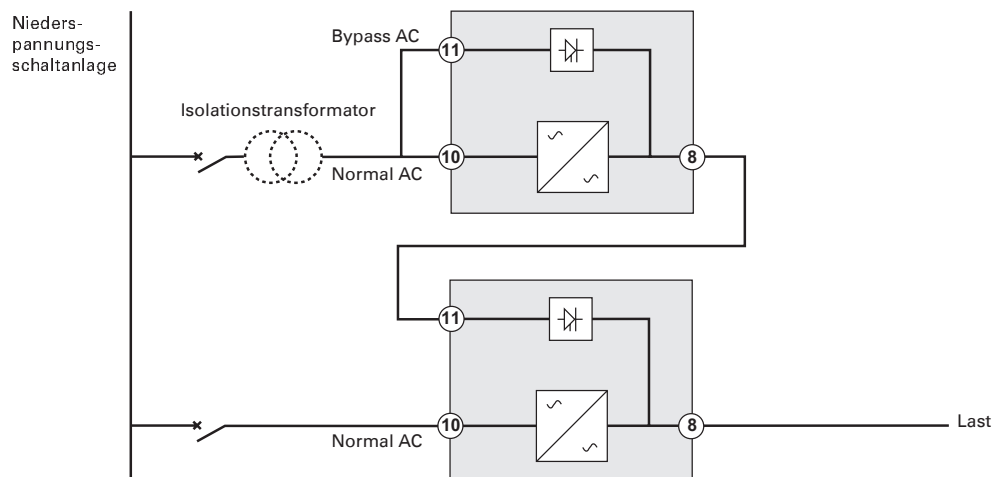 Nieders-
pannungs-
schaltanlage
Bypass AC
11
Isolationstransformator
10
8
Normal AC
11
10
8
Last
Normal AC